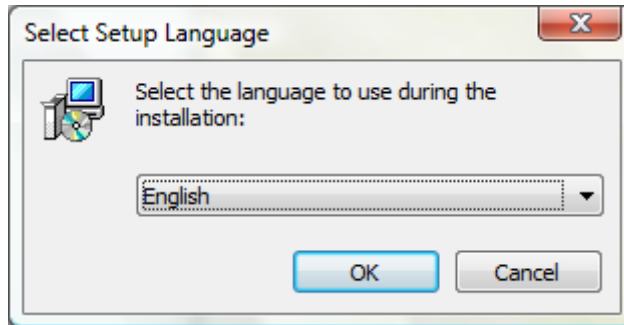 Select Setup Language
Select the language to use during the
installation:
English
OK
Cancel